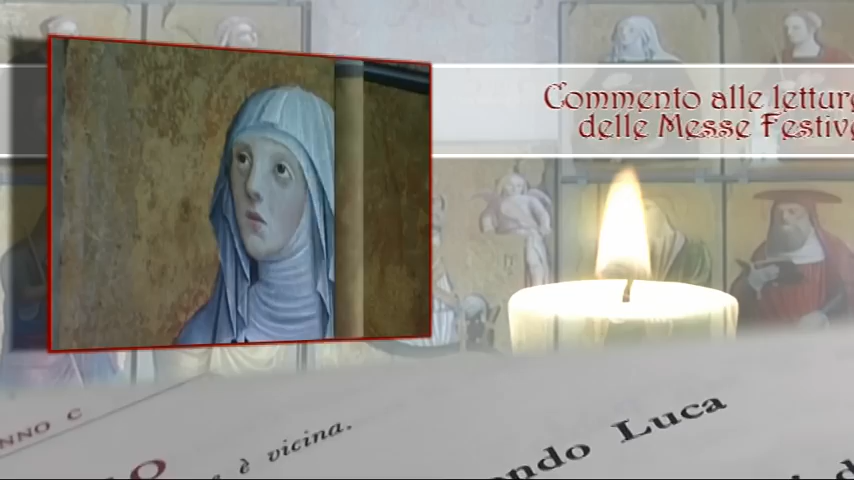 Commento alle letture
delle Messe Festive
NNO C
O
è vicina.
ondo Luca